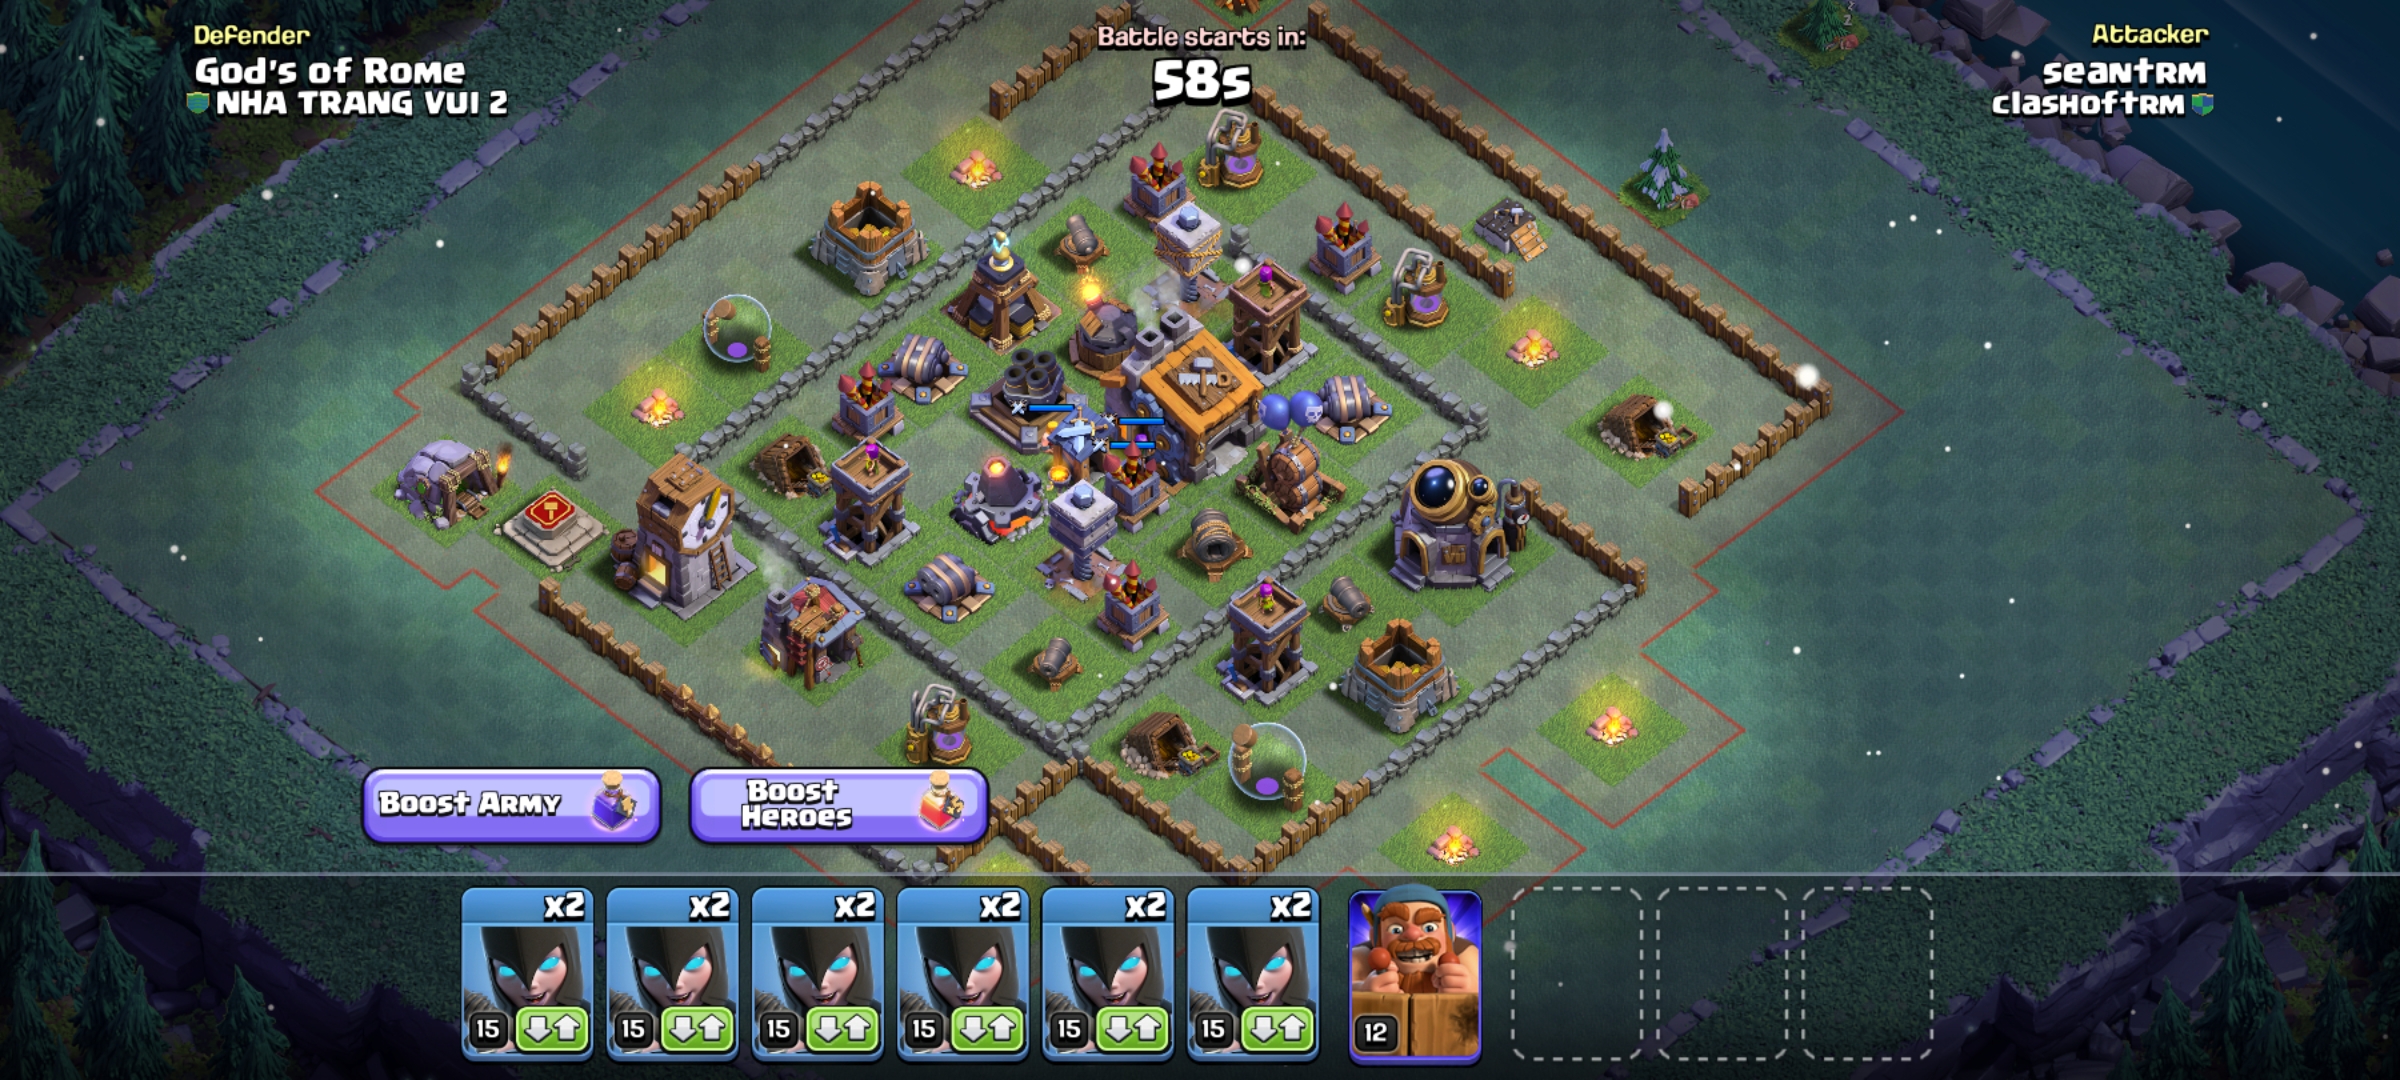 Defender
God's of Rome
NHA TRANG VUI 2
Battle starts in:
58s
Attacker
seantRM
clashoftRM
Boost Army
Boost
Heroes
x2
x2
x2
x2
x2
x2
15
15
15
15
15
15
12